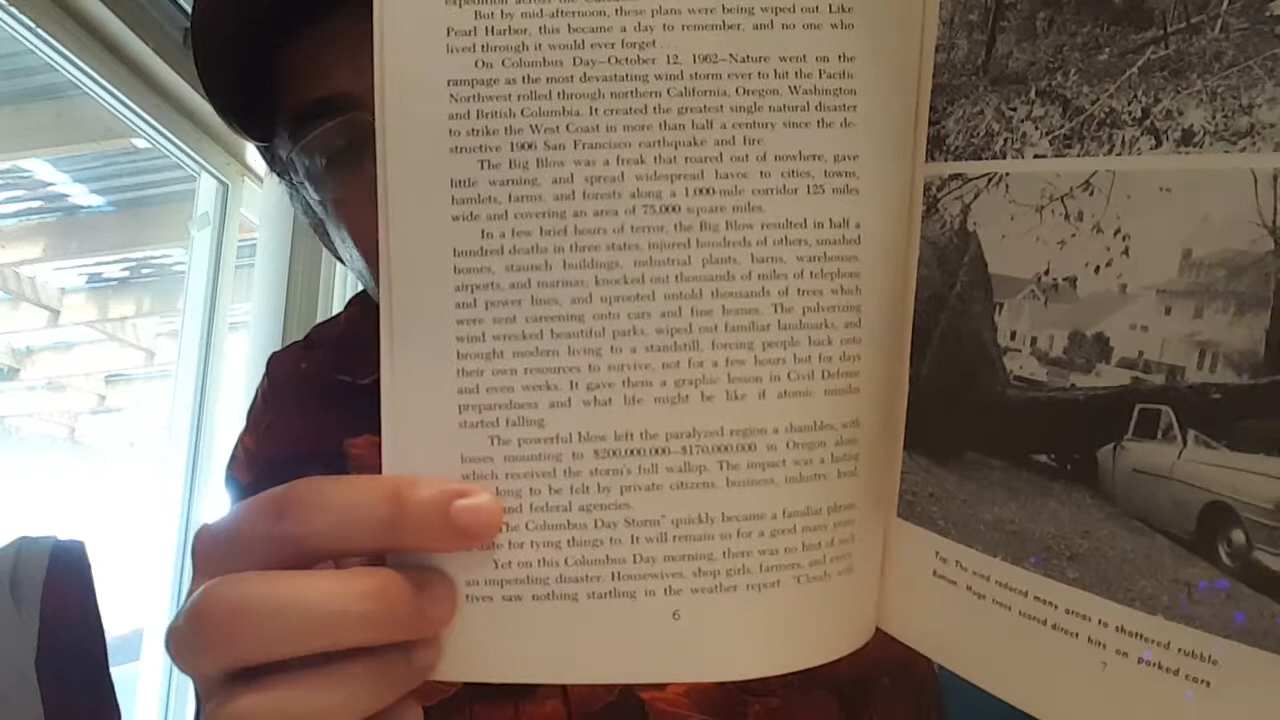 expedition across the
But by mid-afternoon, these plans were being wiped out. Like
Pearl Harbor, this became a day to remember, and no one who
lived through it would ever forget . . .
On Columbus Day—October 12, 1962—Nature went on the
rampage as the most devastating wind storm ever to hit the Pacific
Northwest rolled through northern California, Oregon, Washington
and British Columbia. It created the greatest single natural disaster
to strike the West Coast in more than half a century since the de-
structive 1906 San Francisco earthquake and fire.
The Big Blow was a freak that roared out of nowhere, gave
little warning, and spread widespread havoc to cities, towns,
hamlets, farms, and forests along a 1,000-mile corridor 125 miles
wide and covering an area of 75,000 square miles.
In a few brief hours of terror, the Big Blow resulted in half a
hundred deaths in three states, injured hundreds of others, smashed
homes, staunch buildings, industrial plants, barns, warehouses,
airports, and marinas; knocked out thousands of miles of telephone
and power lines, and uprooted untold thousands of trees which
were sent careening onto cars and fine homes. The pulverizing
wind wrecked beautiful parks, wiped out familiar landmarks, and
brought modern living to a standstill, forcing people back onto
their own resources to survive, not for a few hours but for days
and even weeks. It gave them a graphic lesson in Civil Defense
preparedness and what life might be like if atomic missiles
started falling.
The powerful blow left the paralyzed region a shambles, with
losses mounting to $200,000,000—$170,000,000 in Oregon alone
which received the storm's full wallop. The impact was a lasting
long to be felt by private citizens, business, industry, local,
and federal agencies.
The Columbus Day Storm" quickly became a familiar phrase
date for tying things to. It will remain so for a good many years.
Yet on this Columbus Day morning, there was no hint of such
an impending disaster. Housewives, shop girls, farmers, and execu-
tives saw nothing startling in the weather report. "Cloudy with
6
Top: The wind reduced many areas to shattered rubble.
Bottom: Huge trees scored direct hits on parked cars
7